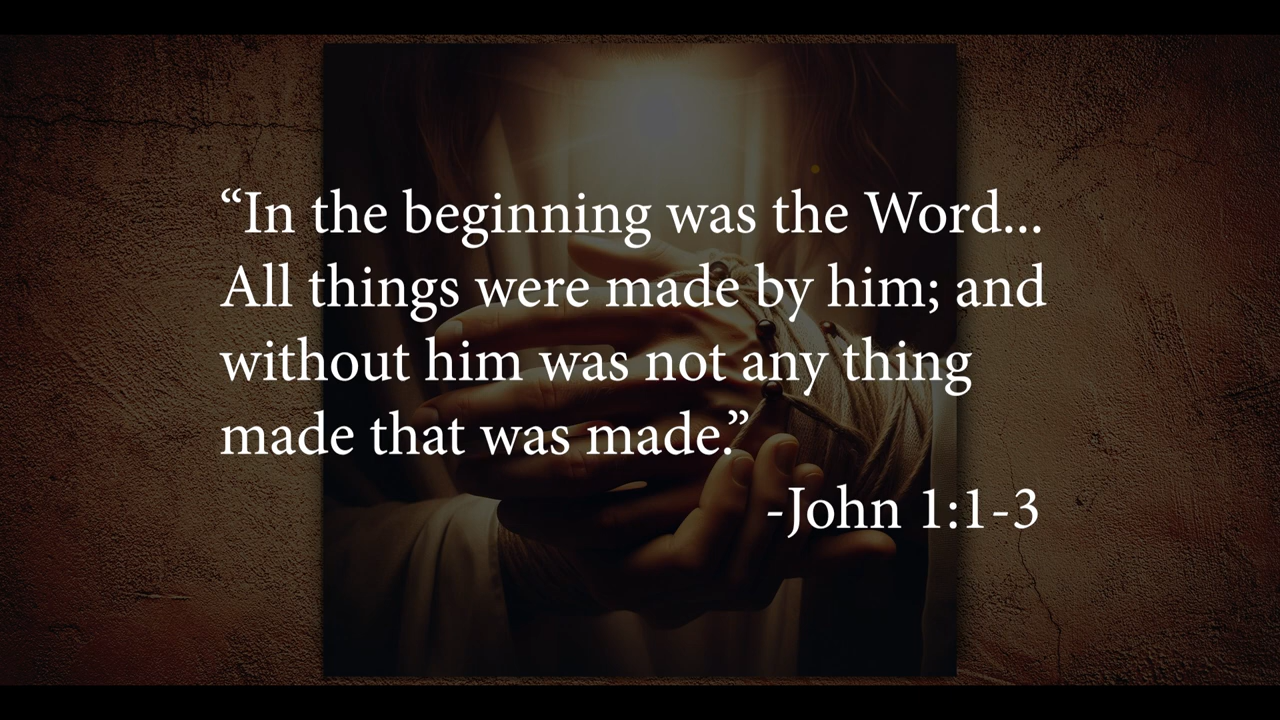 “In the beginning was the Word...
All things were made by him; and
without him was not any thing
made that was made.”
-John 1:1-3